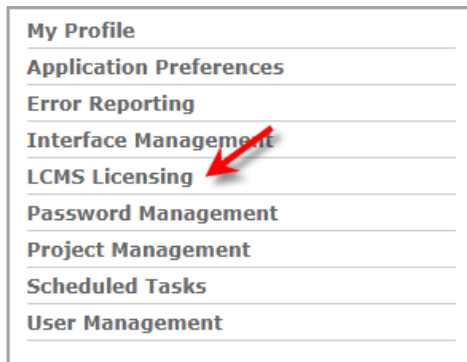 My Profile
Application Preferences
Error Reporting
Interface Management
LCMS Licensing
Password Management
Project Management
Scheduled Tasks
User Management